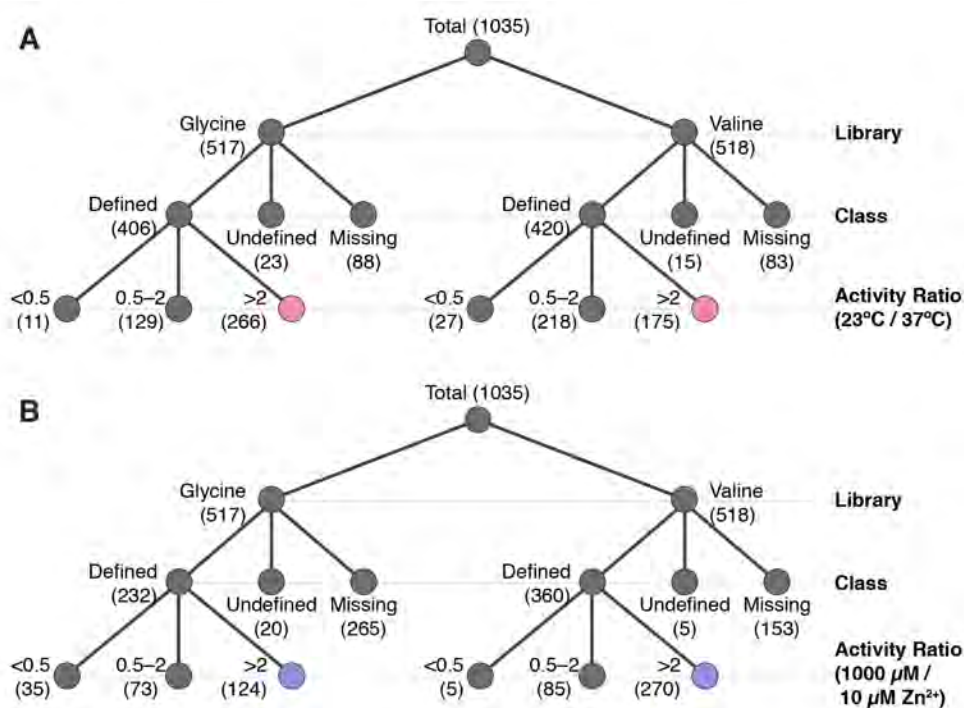 A
Total (1035)
Glycine
(517)
Valine
(518)
Library
Defined
(406)
Undefined
(23)
Missing
(88)
Defined
(420)
Undefined
(15)
Missing
(83)
Class
<0.5
(11)
0.5–2
(129)
>2
(266)
<0.5
(27)
0.5–2
(218)
>2
(175)
Activity Ratio
(23ºC / 37ºC)
B
Total (1035)
Glycine
(517)
Valine
(518)
Library
Defined
(232)
Undefined
(20)
Missing
(265)
Defined
(360)
Undefined
(5)
Missing
(153)
Class
<0.5
(35)
0.5–2
(73)
>2
(124)
<0.5
(5)
0.5–2
(85)
>2
(270)
Activity Ratio
(1000 µM /
10 µM Zn²⁺)